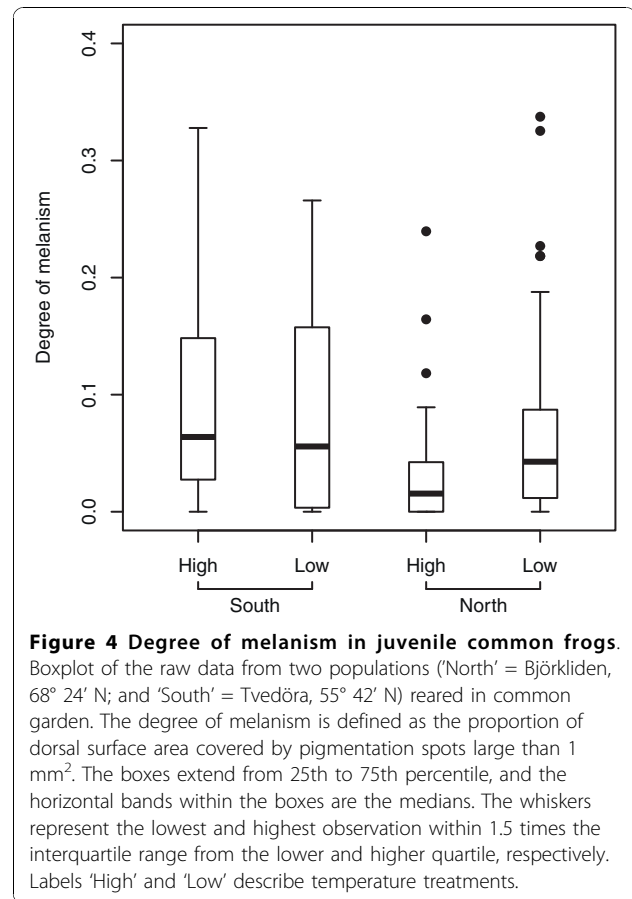 0.4
0.3
0.2
0.1
0.0
Degree of melanism
High Low High Low
South North
Figure 4 Degree of melanism in juvenile common frogs.
Boxplot of the raw data from two populations ('North' = Björkliden,
68° 24' N; and 'South' = Tvedöra, 55° 42' N) reared in common
garden. The degree of melanism is defined as the proportion of
dorsal surface area covered by pigmentation spots large than 1
mm². The boxes extend from 25th to 75th percentile, and the
horizontal bands within the boxes are the medians. The whiskers
represent the lowest and highest observation within 1.5 times the
interquartile range from the lower and higher quartile, respectively.
Labels 'High' and 'Low' describe temperature treatments.